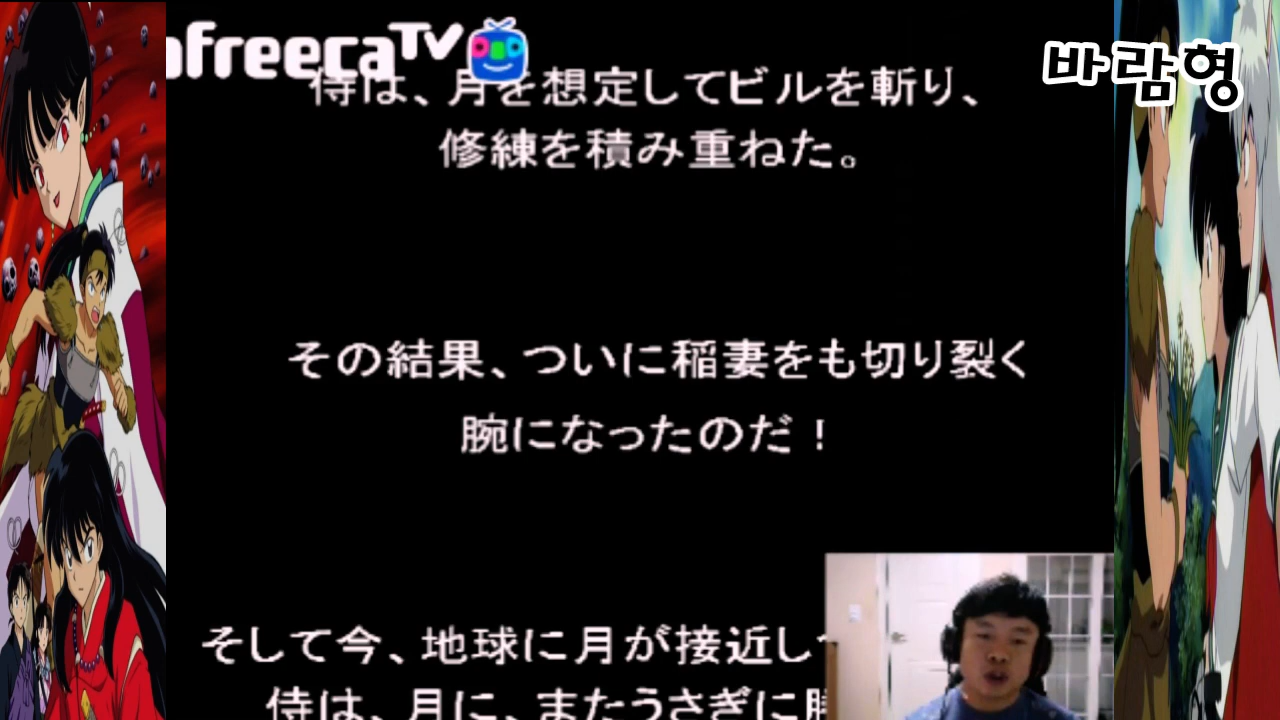 afreecaTV
바람형
侍は、月を想定してビルを斬り、
修練を積み重ねた。
その結果、ついに稲妻をも切り裂く
腕になったのだ！
そして今、地球に月が接近し
侍は、月に、またうさぎに